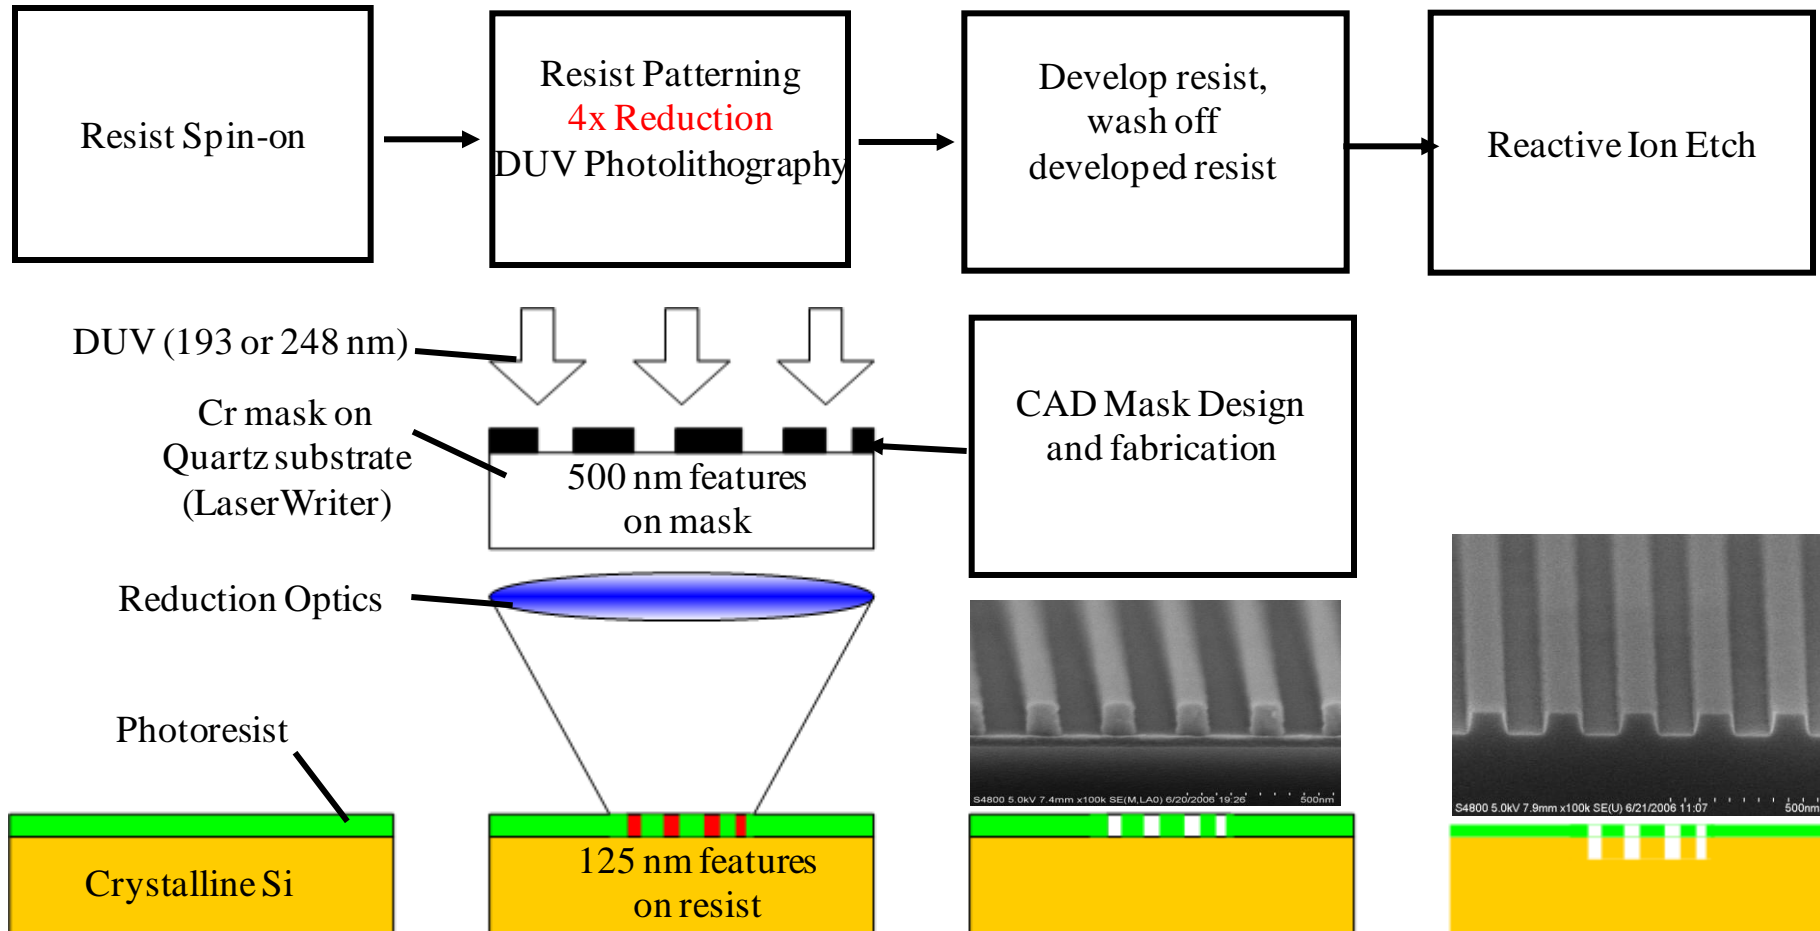 Resist Spin-on
Resist Patterning
4x Reduction
DUV Photolithography
Develop resist,
wash off
developed resist
Reactive Ion Etch
DUV (193 or 248 nm)
Cr mask on
Quartz substrate
(LaserWriter)
500 nm features
on mask
CAD Mask Design
and fabrication
Reduction Optics
Photoresist
S4800 5.0kV 7.4mm x100k SE(M,LA0) 6/20/2006 19:26 500nm
S4800 5.0kV 7.9mm x100k SE(U) 6/21/2006 11:07 500nm
Crystalline Si
125 nm features
on resist